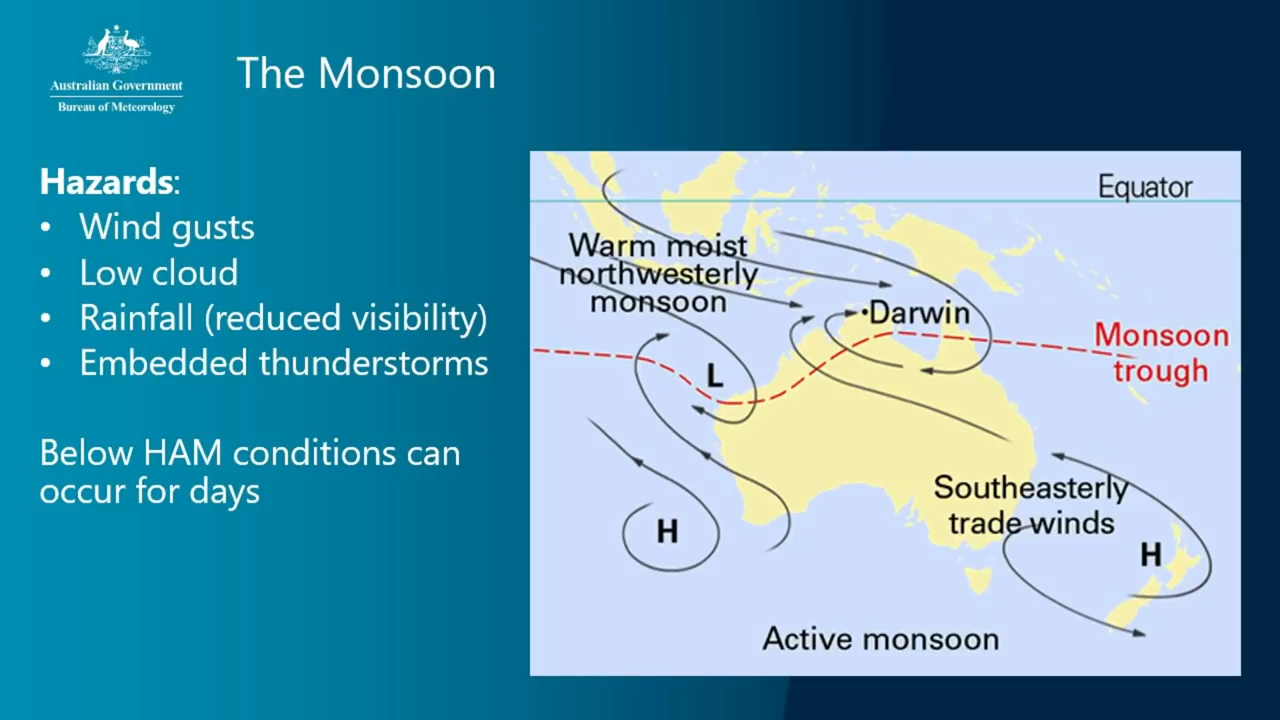 Australian Government
Bureau of Meteorology
The Monsoon
Hazards:
• Wind gusts
• Low cloud
• Rainfall (reduced visibility)
• Embedded thunderstorms
Below HAM conditions can
occur for days
Equator
Warm moist
northwesterly
monsoon
•Darwin
Monsoon
trough
L
Southeasterly
trade winds
H
H
Active monsoon